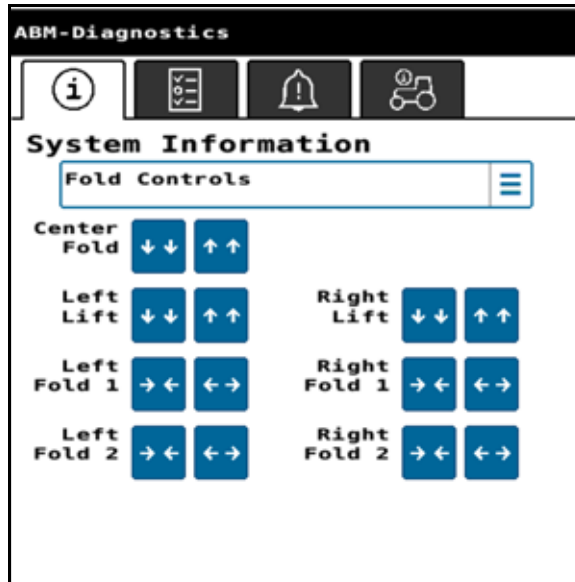 ABM-Diagnostics
System Information
Fold Controls
Center
Fold
Left
Lift
Right
Lift
Left
Fold 1
Right
Fold 1
Left
Fold 2
Right
Fold 2